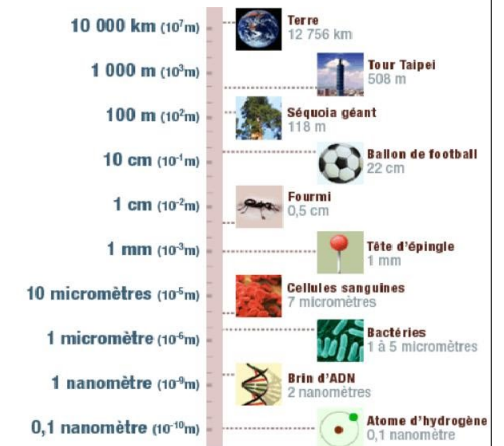 10 000 km (10⁷m)
Terre
12 756 km
1 000 m (10³m)
Tour Taipei
508 m
100 m (10²m)
Séquoia géant
118 m
10 cm (10⁻¹m)
Ballon de football
22 cm
1 cm (10⁻²m)
Fourmi
0,5 cm
1 mm (10⁻³m)
Tête d'épingle
1 mm
10 micromètres (10⁻⁵m)
Cellules sanguines
7 micromètres
1 micromètre (10⁻⁶m)
Bactéries
1 à 5 micromètres
1 nanomètre (10⁻⁹m)
Brin d'ADN
2 nanomètres
0,1 nanomètre (10⁻¹⁰m)
Atome d'hydrogène
0,1 nanomètre